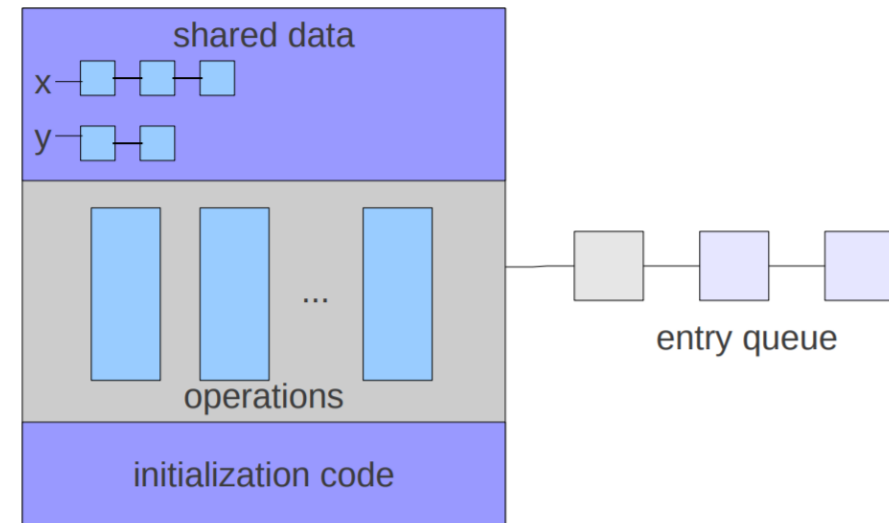 shared data
x
y
...
operations
entry queue
initialization code